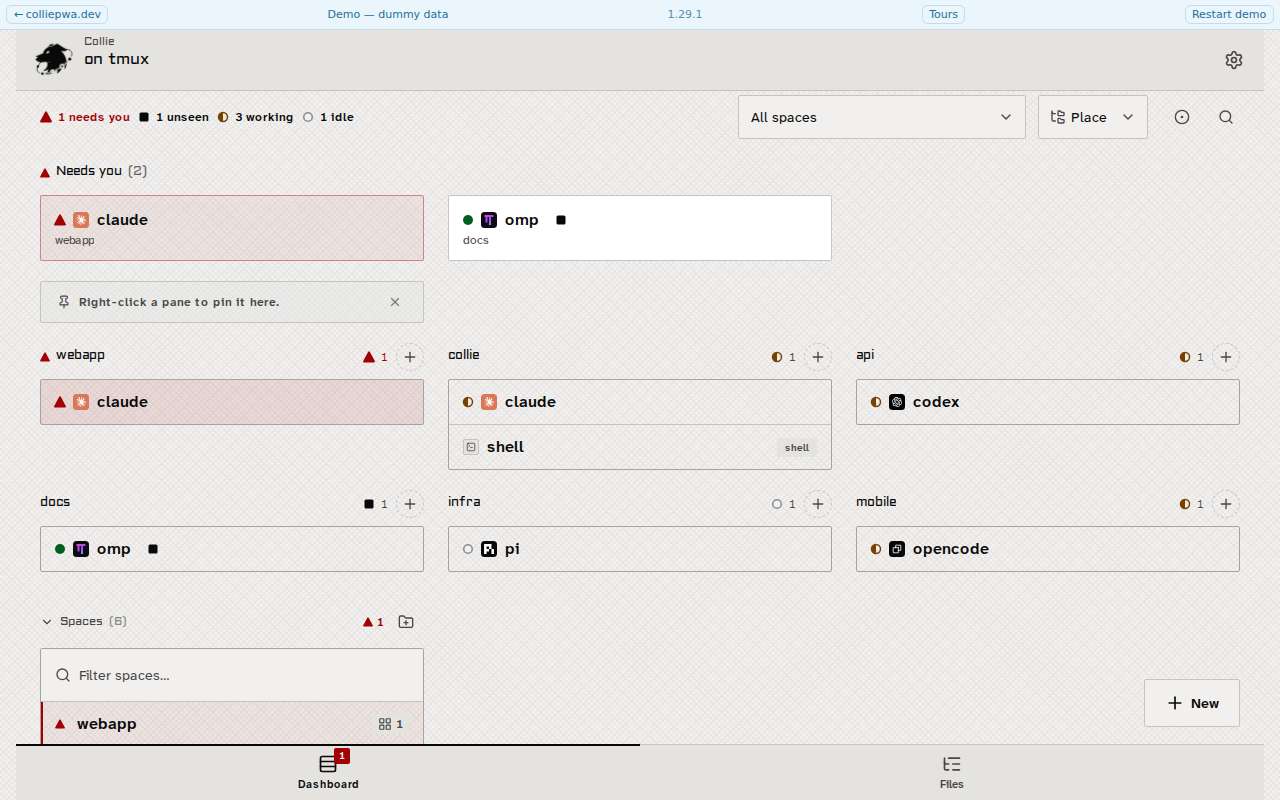 ← colliepwa.dev
Demo — dummy data
1.29.1
Tours
Restart demo
Collie
on tmux
1 needs you 1 unseen 3 working 1 idle
All spaces
Place
Needs you (2)
claude
webapp
omp
docs
Right-click a pane to pin it here.
webapp 1
collie 1
api 1
claude
claude
codex
shell shell
docs 1
infra 1
mobile 1
omp
pi
opencode
Spaces (6) 1
Filter spaces...
webapp 1
New
1
Dashboard
Files